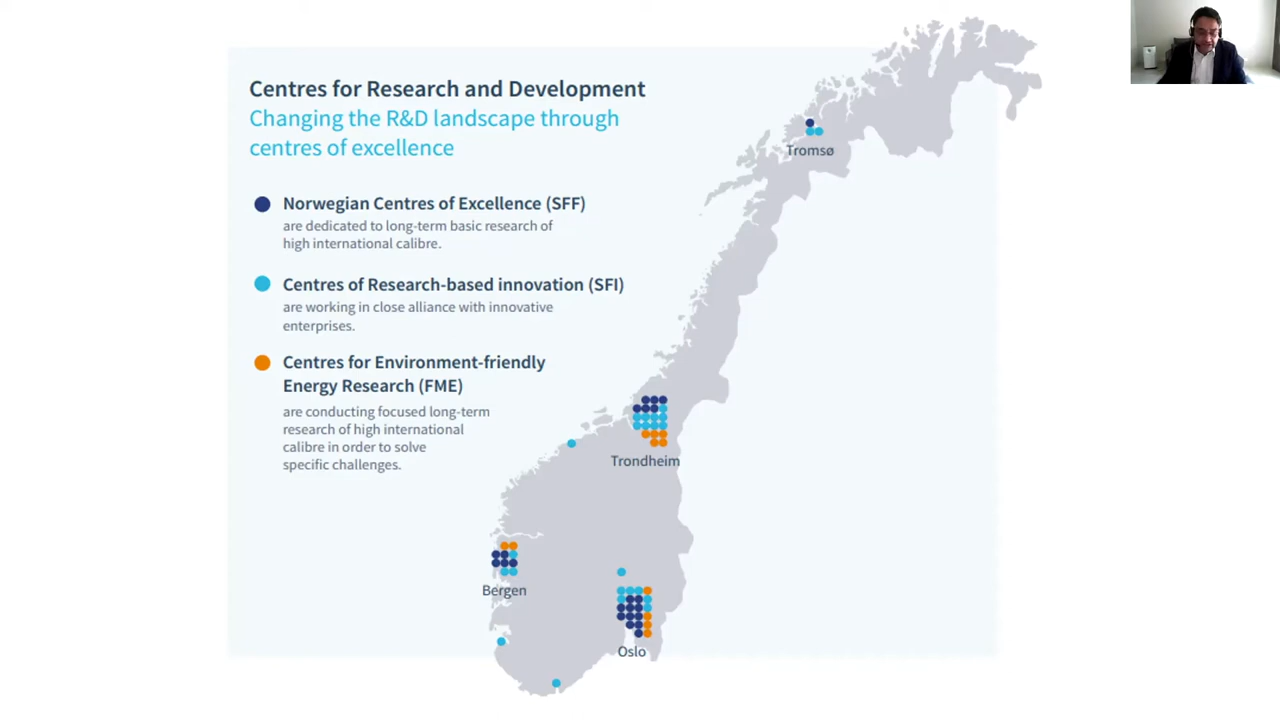 Centres for Research and Development
Changing the R&D landscape through
centres of excellence
Norwegian Centres of Excellence (SFF)
are dedicated to long-term basic research of
high international calibre.
Centres of Research-based innovation (SFI)
are working in close alliance with innovative
enterprises.
Centres for Environment-friendly
Energy Research (FME)
are conducting focused long-term
research of high international
calibre in order to solve
specific challenges.
Tromsø
Trondheim
Bergen
Oslo